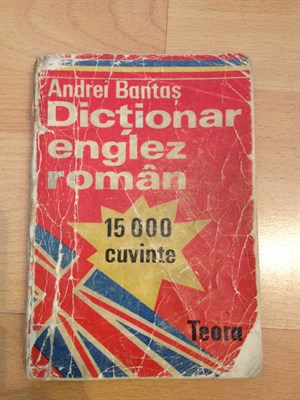 Andrei Bantaş
Dicţionar
englez
român
15 000
cuvinte
Teora